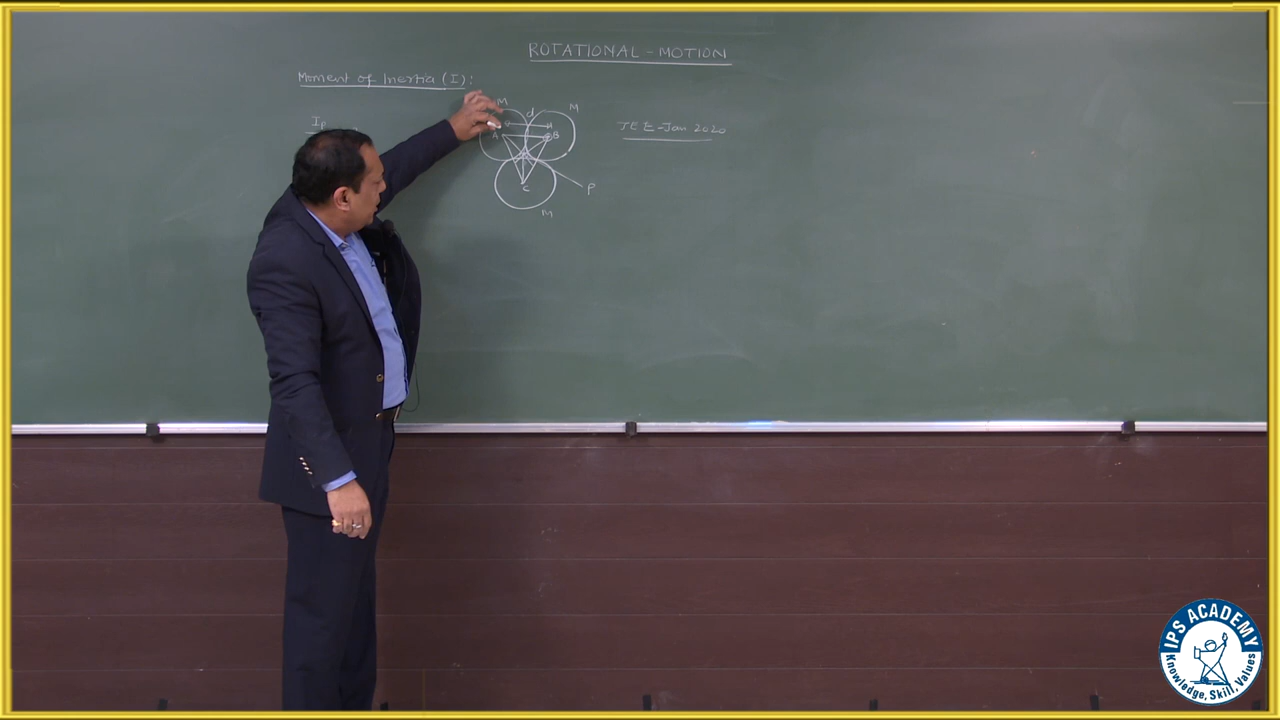 ROTATIONAL - MOTION
Moment of Inertia (I):
M
d
M
I
A
B
JEE - Jan 2020
P
C
M
IPS ACADEMY
Knowledge, Skill, Values